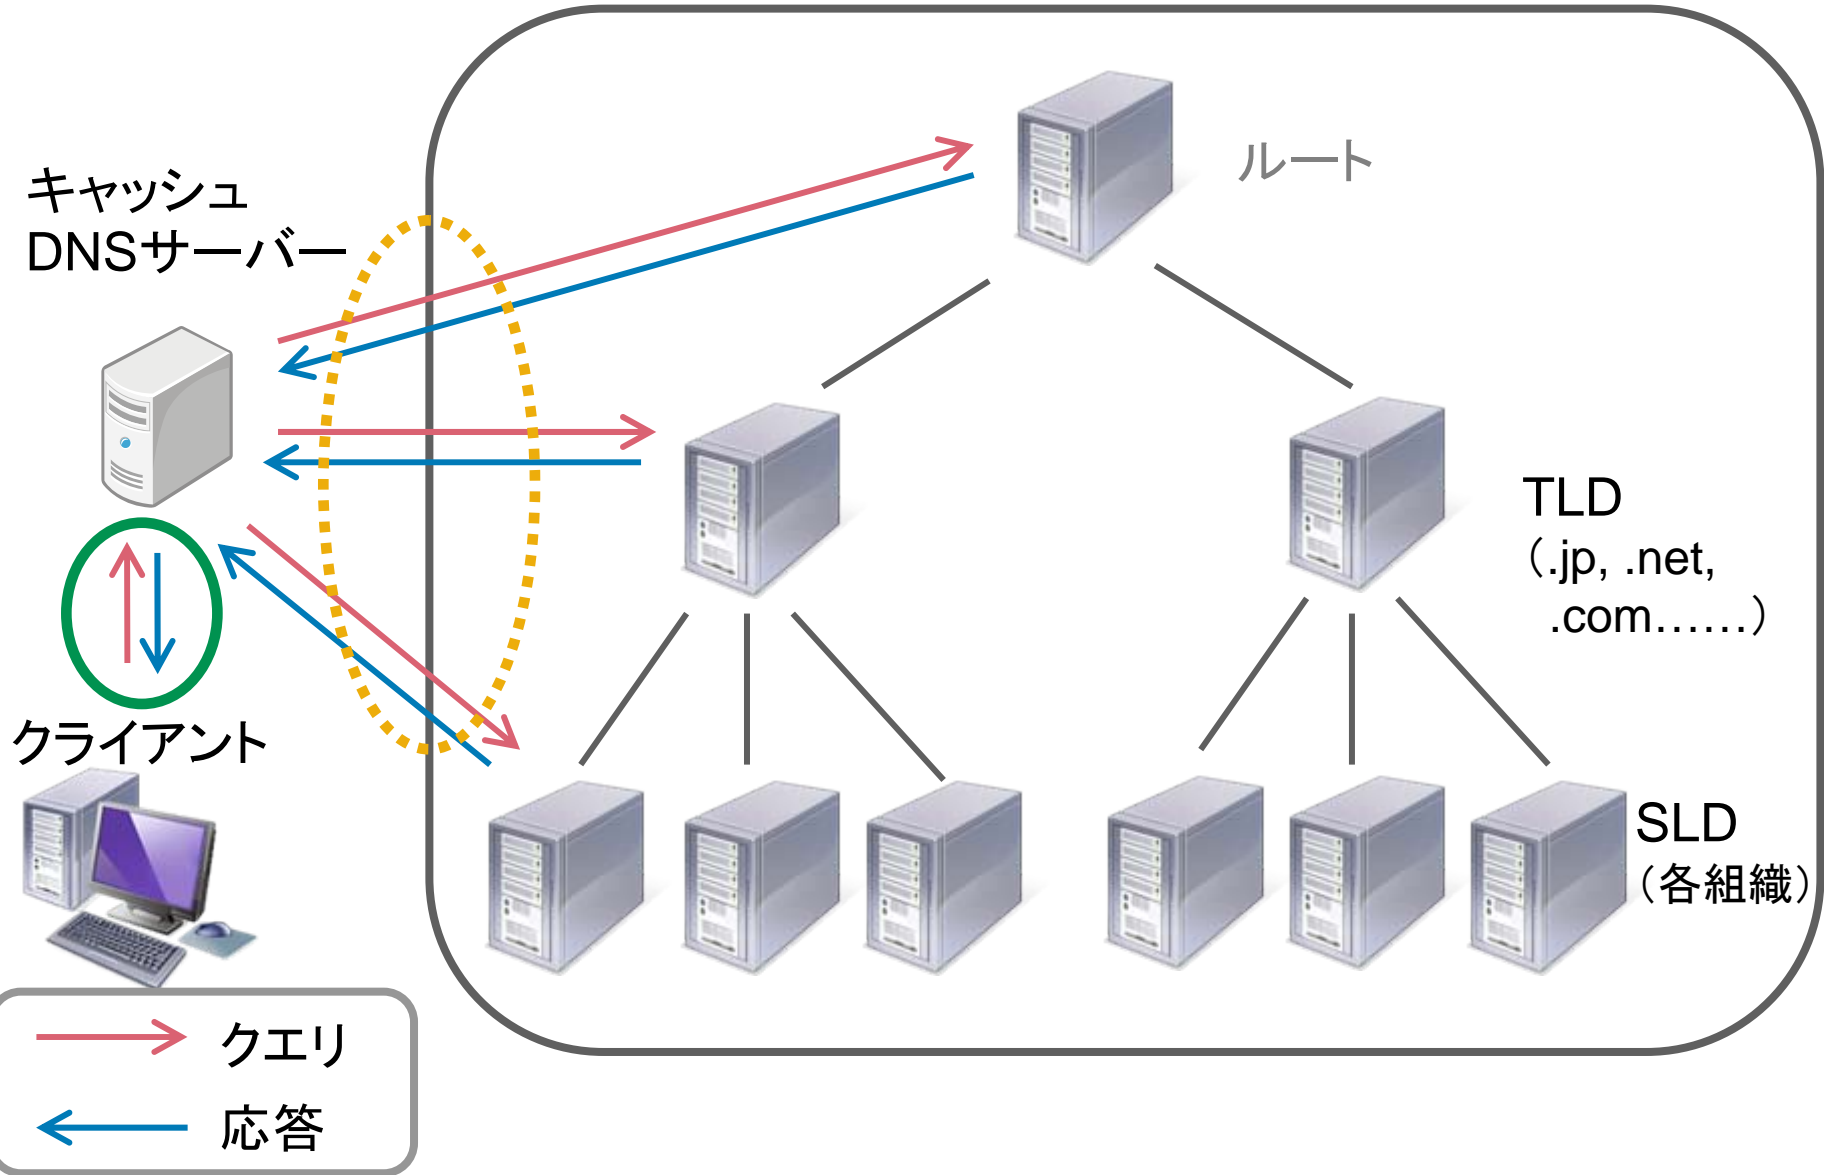 ルート
キャッシュ
DNSサーバー
TLD
（.jp, .net,
.com……）
クライアント
SLD
（各組織）
クエリ
応答